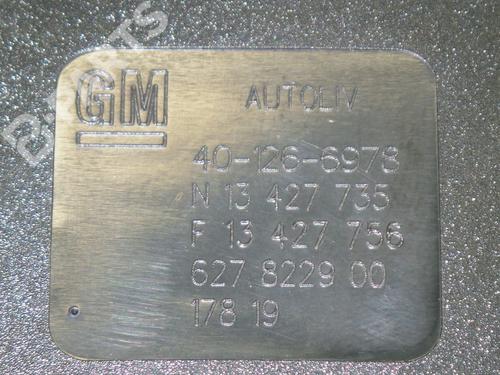 GM
AUTOLIV
40-126-6978
N 13 427 735
F 13 427 756
627 8229 00
178 19